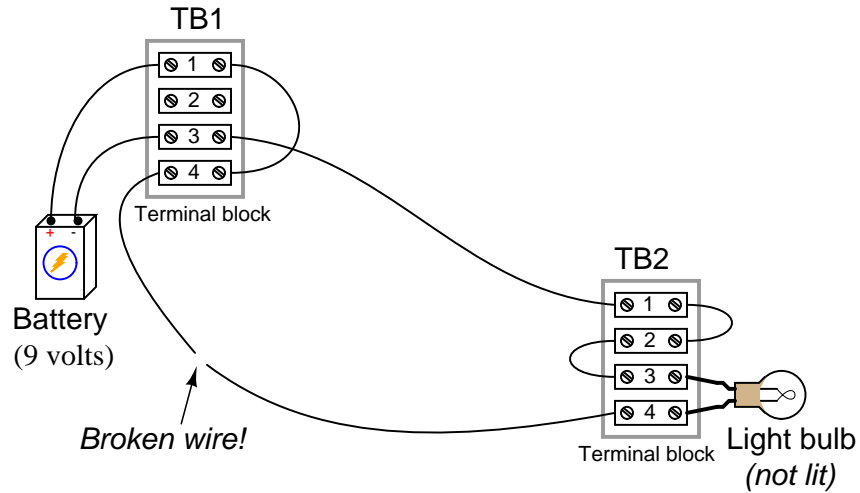 TB1
1
2
3
4
Terminal block
+ -
Battery
(9 volts)
Broken wire!
TB2
1
2
3
4
Terminal block
Light bulb
(not lit)